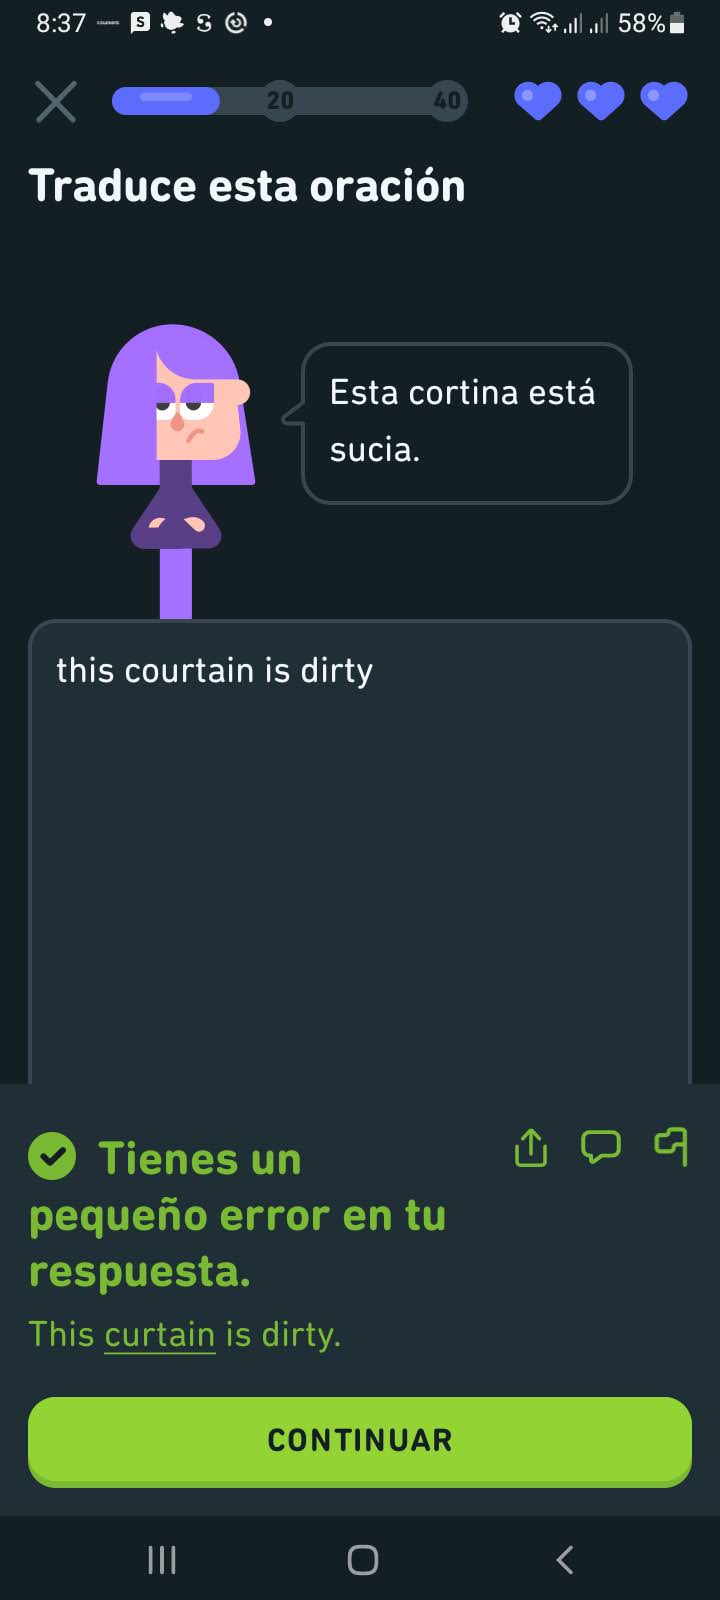 8:37
S
58%
20
40
Traduce esta oración
Esta cortina está
sucia.
this courtain is dirty
Tienes un
pequeño error en tu
respuesta.
This curtain is dirty.
CONTINUAR